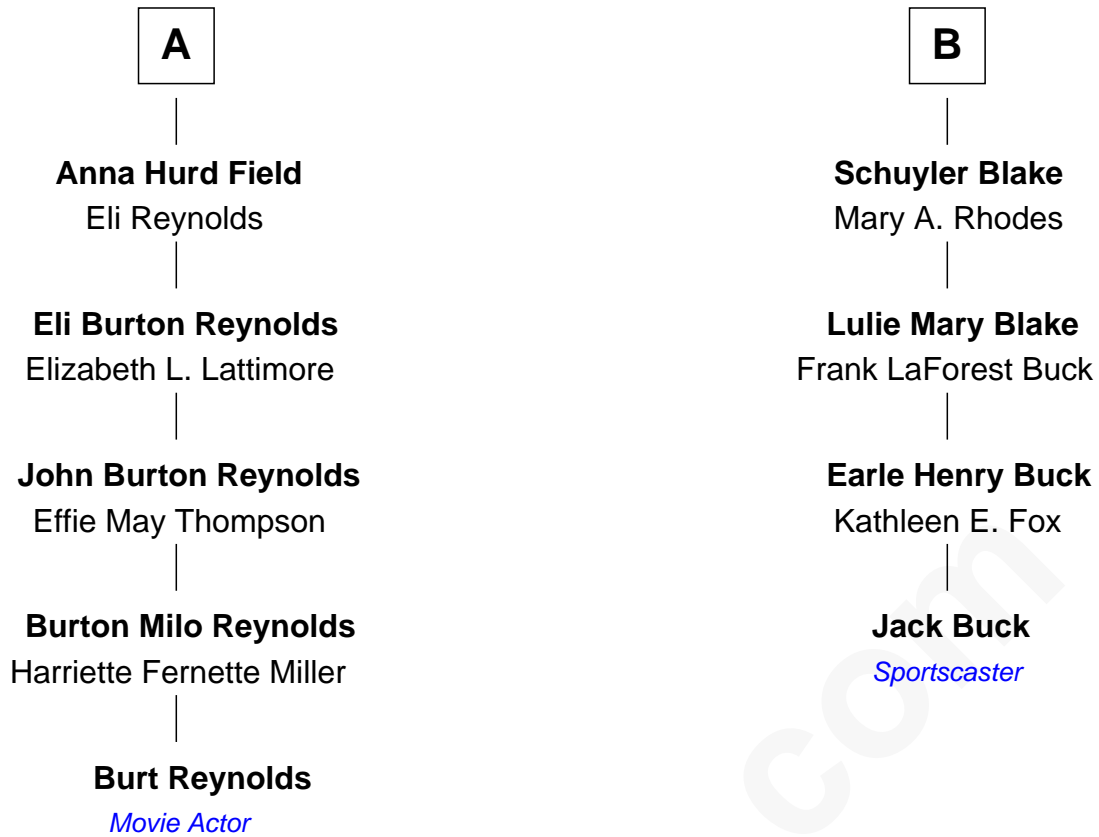 A
Anna Hurd Field
Eli Reynolds
Eli Burton Reynolds
Elizabeth L. Lattimore
John Burton Reynolds
Effie May Thompson
Burton Milo Reynolds
Harriette Fernette Miller
Burt Reynolds
Movie Actor
B
Schuyler Blake
Mary A. Rhodes
Lulie Mary Blake
Frank LaForest Buck
Earle Henry Buck
Kathleen E. Fox
Jack Buck
Sportscaster
com